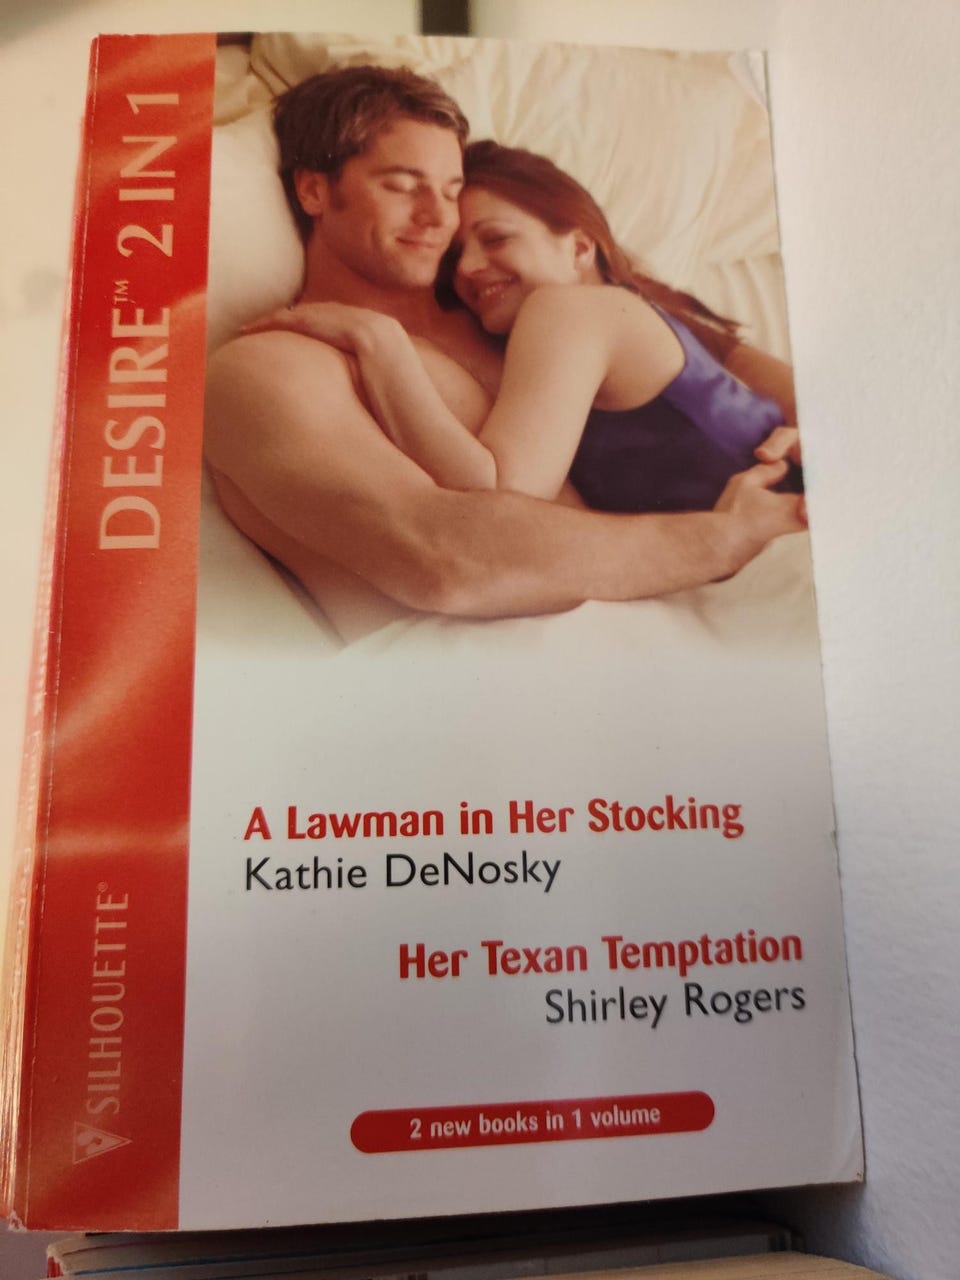 DESIRE™ 2 IN 1
SILHOUETTE®
A Lawman in Her Stocking
Kathie DeNosky
Her Texan Temptation
Shirley Rogers
2 new books in 1 volume